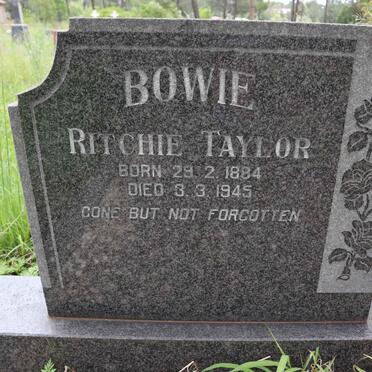 BOWIE
RITCHIE TAYLOR
BORN 29. 2. 1884
DIED 3. 3. 1945
GONE BUT NOT FORGOTTEN